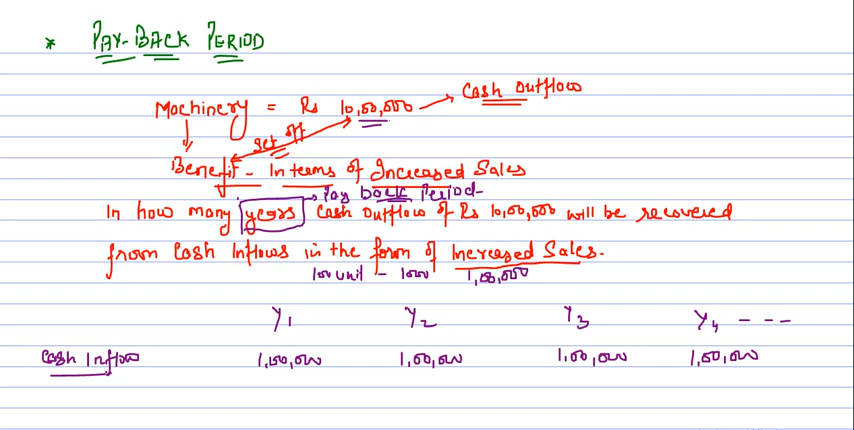 * PAY-BACK PERIOD
Machinery = Rs 10,00,000 → Cash Outflow
Set off
Benefit - In terms of Increased Sales
→ Pay back Period-
In how many years Cash Outflow of Rs 10,00,000 will be recovered
from Cash Inflows in the form of Increased Sales.
100 unit - 1000 1,00,000
Y1 Y2 Y3 Y4 - - -
Cash Inflow 1,00,000 1,00,000 1,00,000 1,00,000